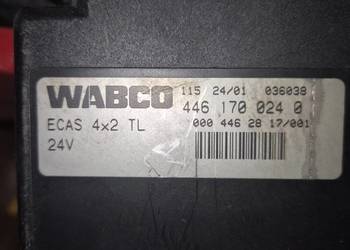 WABCO 115 24/01 036038
446 170 024 0
ECAS 4x2 TL 000 446 28 17/001
24V